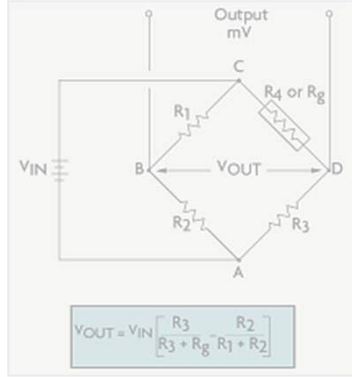 Output
mV
C
R4 or Rg
R1
VIN
B
VOUT
D
R2
R3
A
VOUT = VIN [ R3 / R3 + Rg - R2 / R1 + R2 ]